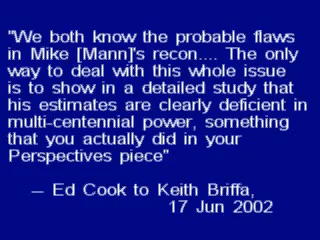 "We both know the probable flaws
in Mike [Mann]'s recon.... The only
way to deal with this whole issue
is to show in a detailed study that
his estimates are clearly deficient in
multi-centennial power, something
that you actually did in your
Perspectives piece"
– Ed Cook to Keith Briffa,
17 Jun 2002